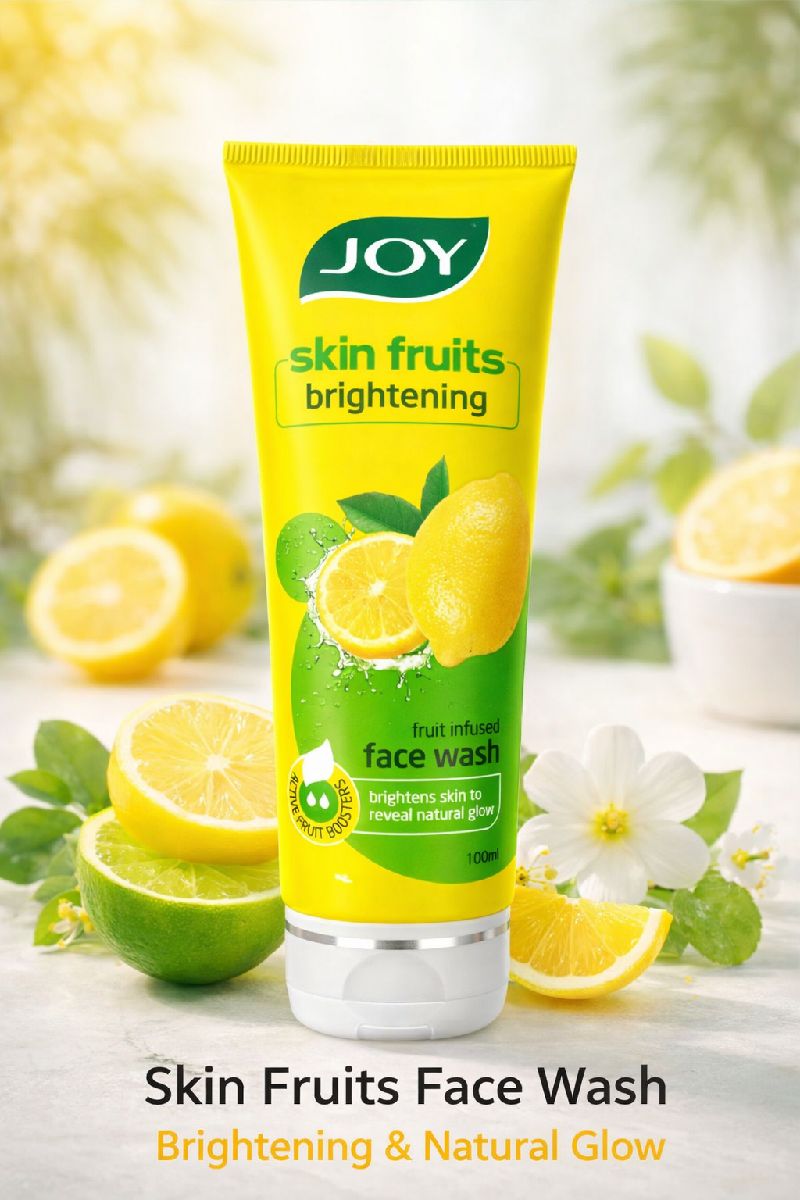 JOY
skin fruits
brightening
fruit infused
face wash
brightens skin to
reveal natural glow
ACTIVE FRUIT BOOSTERS
100ml
Skin Fruits Face Wash
Brightening & Natural Glow